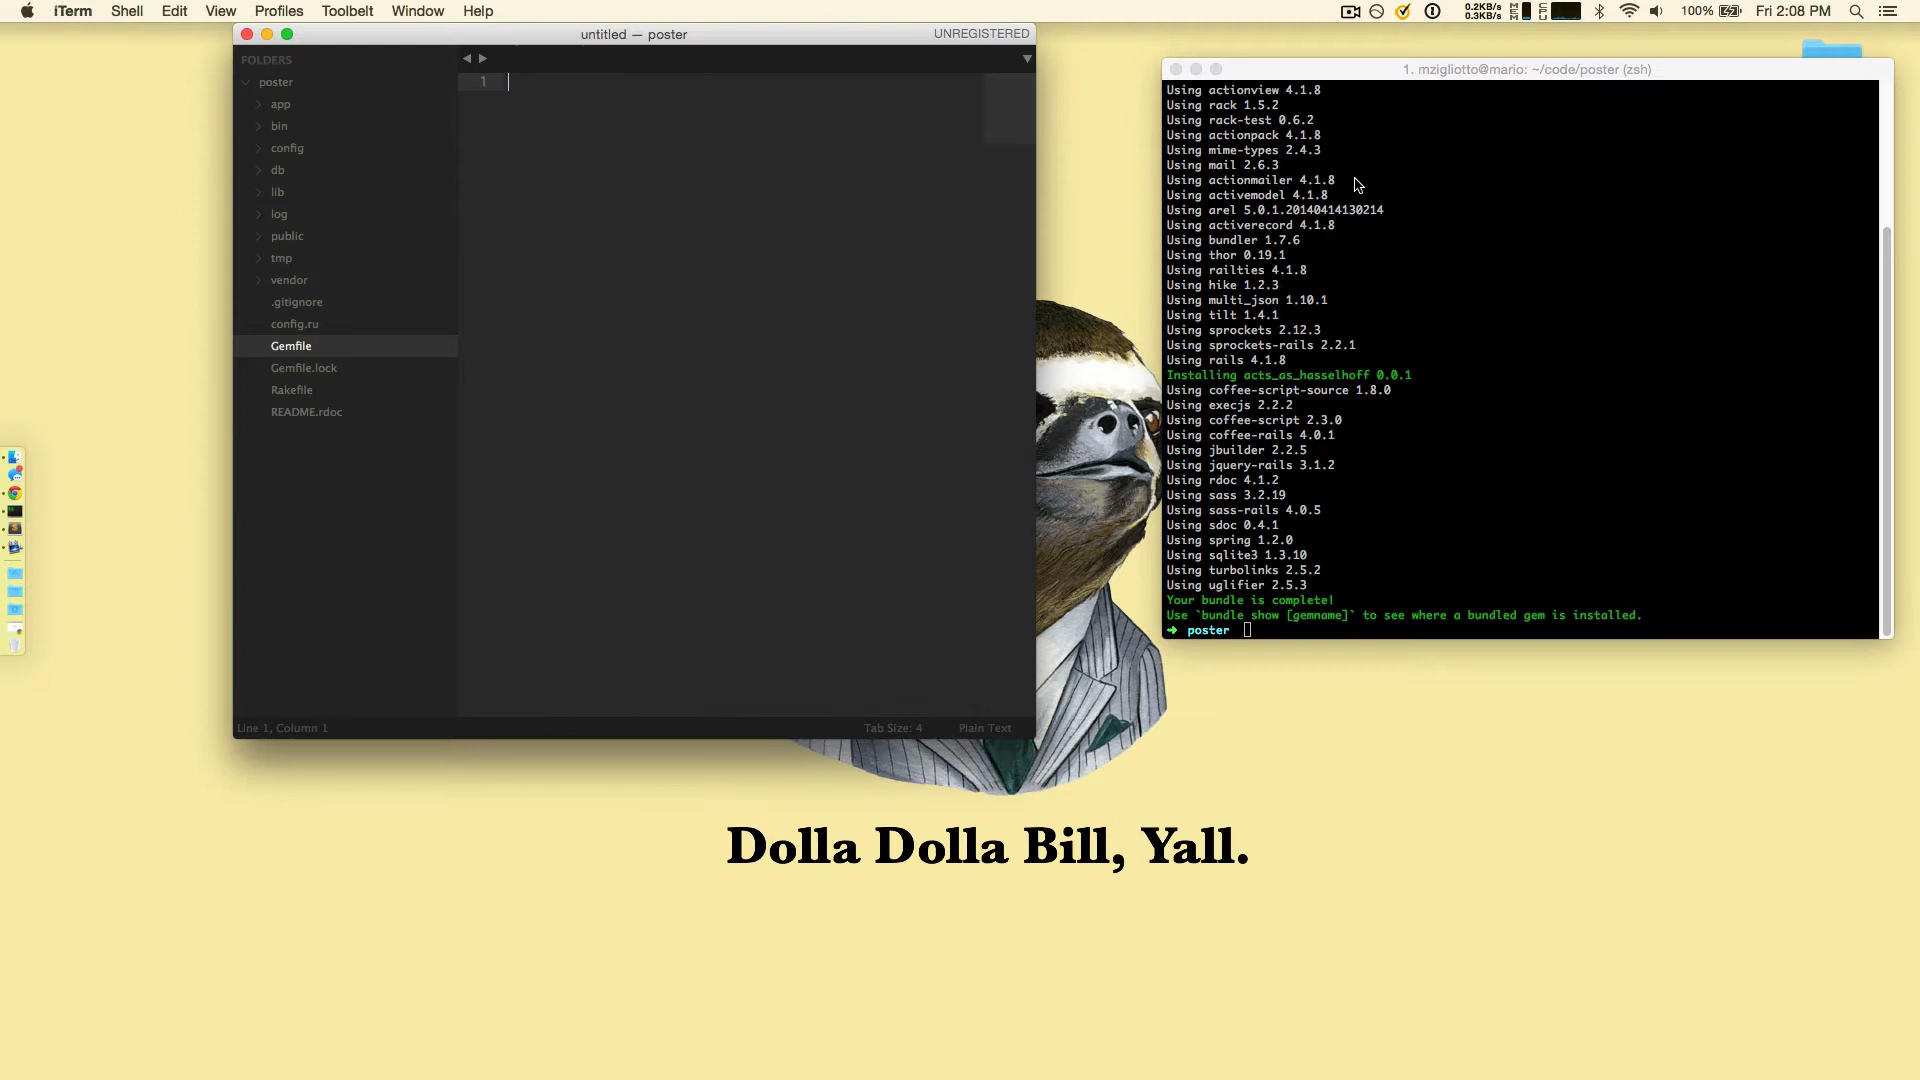 iTerm Shell Edit View Profiles Toolbelt Window Help
0.2KB/s
0.3KB/s
MEM
CPU
100%
Fri 2:08 PM
untitled — poster
UNREGISTERED
FOLDERS
poster
app
bin
config
db
lib
log
public
tmp
vendor
.gitignore
config.ru
Gemfile
Gemfile.lock
Rakefile
README.rdoc
1
Line 1, Column 1
Tab Size: 4
Plain Text
1. mzigliotto@mario: ~/code/poster (zsh)
Using actionview 4.1.8
Using rack 1.5.2
Using rack-test 0.6.2
Using actionpack 4.1.8
Using mime-types 2.4.3
Using mail 2.6.3
Using actionmailer 4.1.8
Using activemodel 4.1.8
Using arel 5.0.1.20140414130214
Using activerecord 4.1.8
Using bundler 1.7.6
Using thor 0.19.1
Using railties 4.1.8
Using hike 1.2.3
Using multi_json 1.10.1
Using tilt 1.4.1
Using sprockets 2.12.3
Using sprockets-rails 2.2.1
Using rails 4.1.8
Installing acts_as_hasselhoff 0.0.1
Using coffee-script-source 1.8.0
Using execjs 2.2.2
Using coffee-script 2.3.0
Using coffee-rails 4.0.1
Using jbuilder 2.2.5
Using jquery-rails 3.1.2
Using rdoc 4.1.2
Using sass 3.2.19
Using sass-rails 4.0.5
Using sdoc 0.4.1
Using spring 1.2.0
Using sqlite3 1.3.10
Using turbolinks 2.5.2
Using uglifier 2.5.3
Your bundle is complete!
Use `bundle show [gemname]` to see where a bundled gem is installed.
➜ poster
Dolla Dolla Bill, Yall.